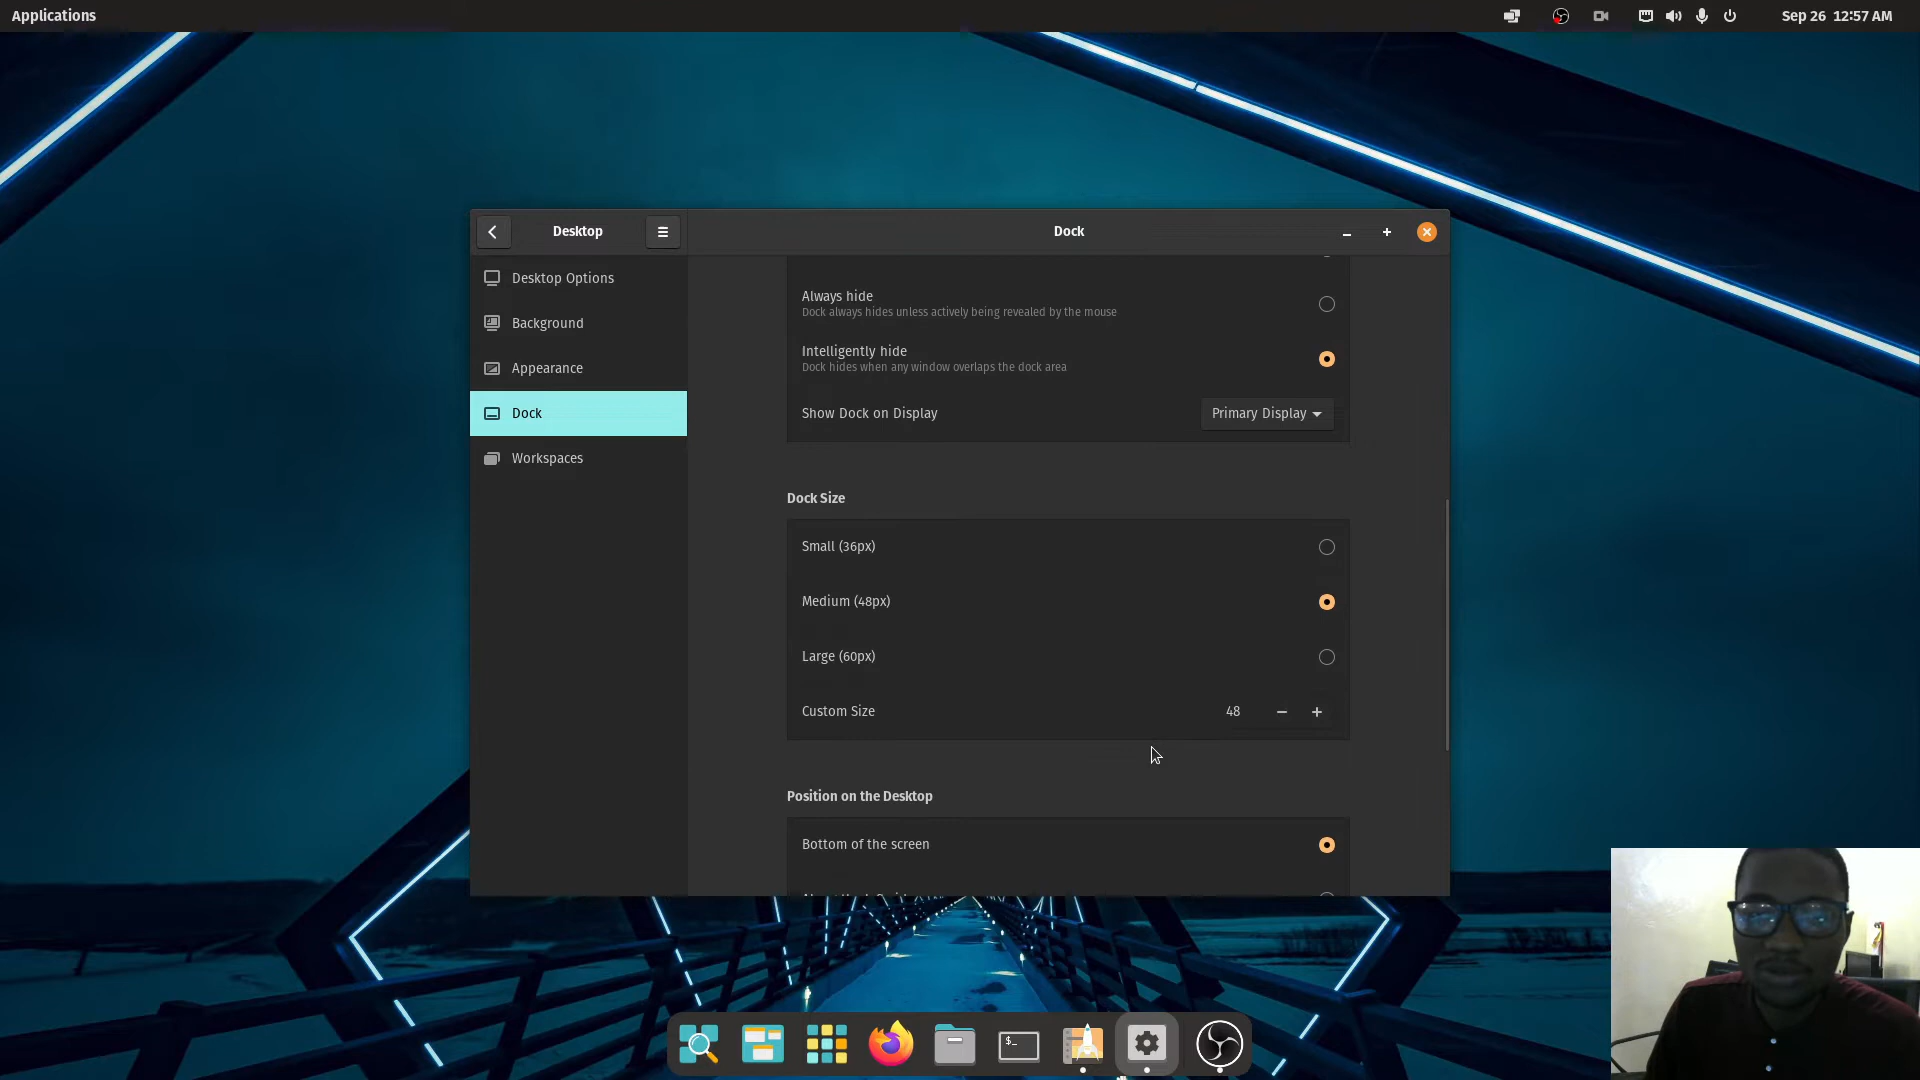 Applications
Sep 26 12:57 AM
Desktop
Dock
Desktop Options
Background
Appearance
Dock
Workspaces
Always hide
Dock always hides unless actively being revealed by the mouse
Intelligently hide
Dock hides when any window overlaps the dock area
Show Dock on Display
Primary Display
Dock Size
Small (36px)
Medium (48px)
Large (60px)
Custom Size
48
Position on the Desktop
Bottom of the screen
$_